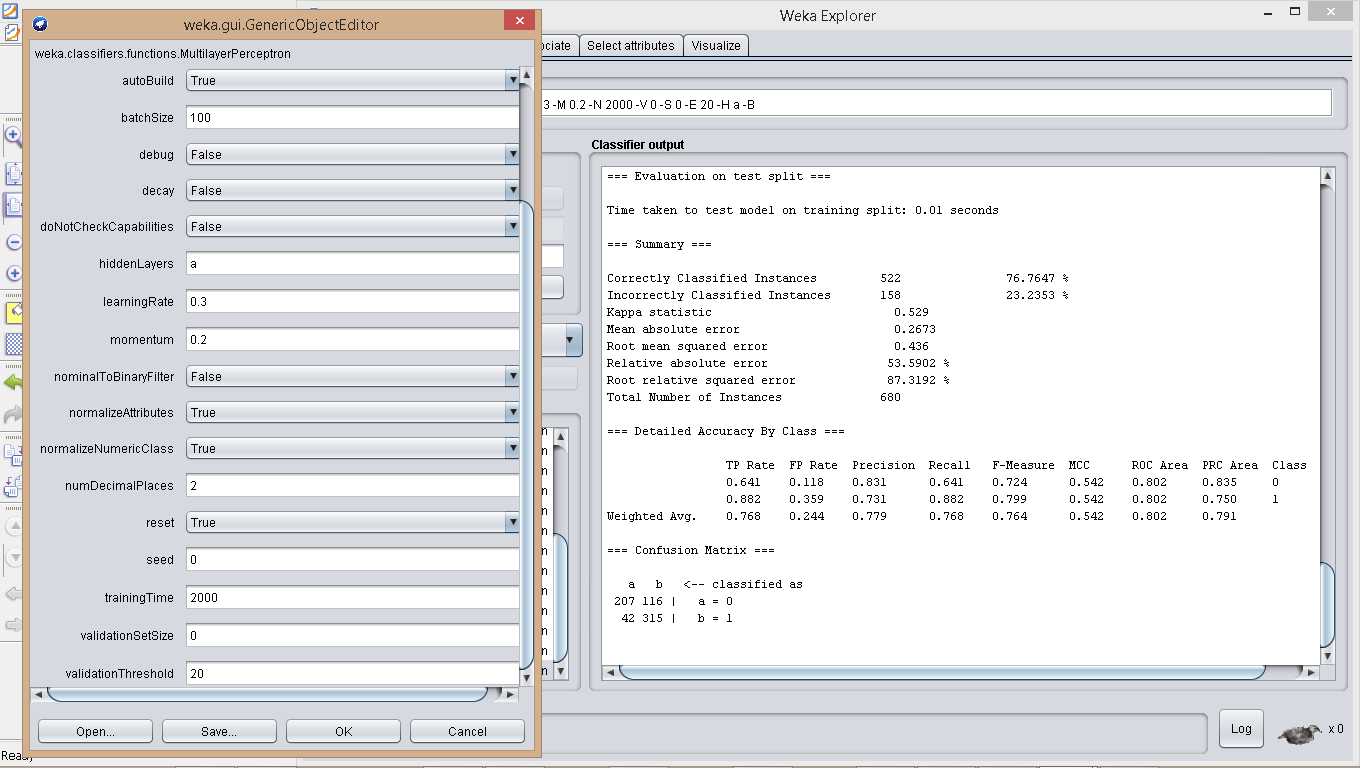 weka.gui.GenericObjectEditor
weka.classifiers.functions.MultilayerPerceptron
autoBuild True
batchSize 100
debug False
decay False
doNotCheckCapabilities False
hiddenLayers a
learningRate 0.3
momentum 0.2
nominalToBinaryFilter False
normalizeAttributes True
normalizeNumericClass True
numDecimalPlaces 2
reset True
seed 0
trainingTime 2000
validationSetSize 0
validationThreshold 20
Open... Save... OK Cancel
Weka Explorer
ociate Select attributes Visualize
3 -M 0.2 -N 2000 -V 0 -S 0 -E 20 -H a -B
Classifier output
=== Evaluation on test split ===
Time taken to test model on training split: 0.01 seconds
=== Summary ===
Correctly Classified Instances 522 76.7647 %
Incorrectly Classified Instances 158 23.2353 %
Kappa statistic 0.529
Mean absolute error 0.2673
Root mean squared error 0.436
Relative absolute error 53.5902 %
Root relative squared error 87.3192 %
Total Number of Instances 680
=== Detailed Accuracy By Class ===
TP Rate FP Rate Precision Recall F-Measure MCC ROC Area PRC Area Class
0.641 0.118 0.831 0.641 0.724 0.542 0.802 0.835 0
0.882 0.359 0.731 0.882 0.799 0.542 0.802 0.750 1
Weighted Avg. 0.768 0.244 0.779 0.768 0.764 0.542 0.802 0.791
=== Confusion Matrix ===
a b <-- classified as
207 116 | a = 0
42 315 | b = 1
Log x 0
Read